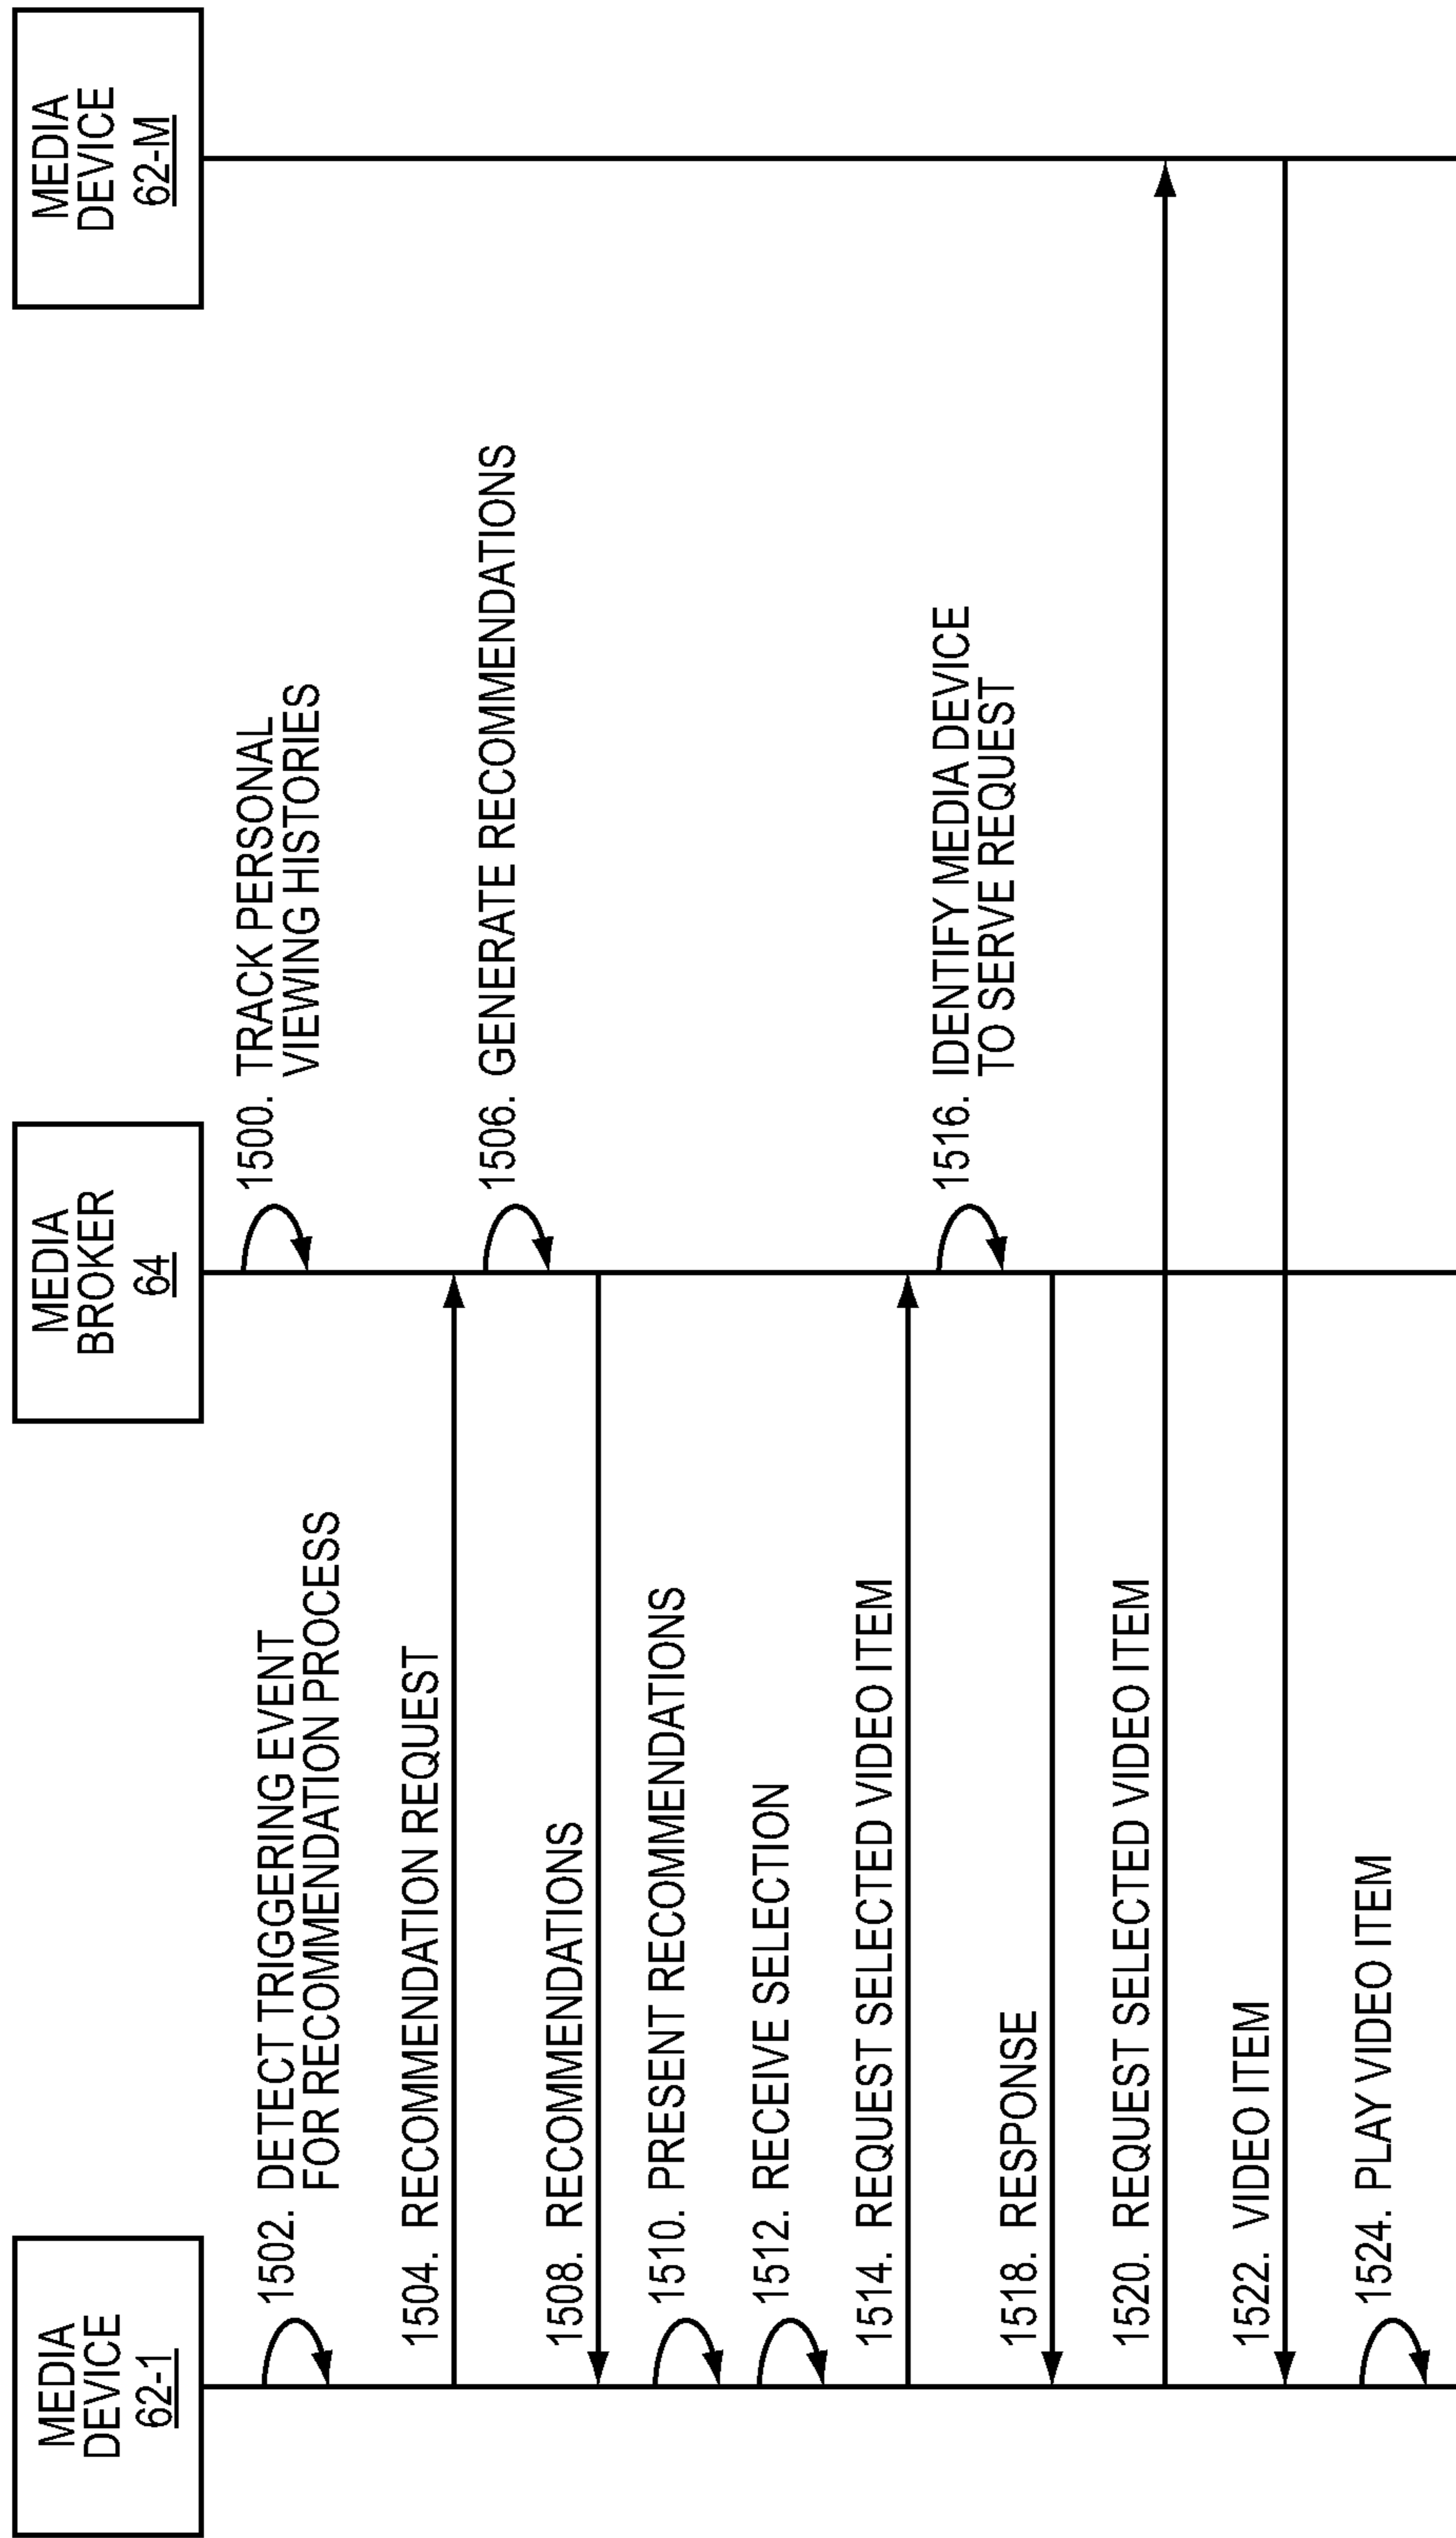 MEDIA
DEVICE
62-1
MEDIA
BROKER
64
MEDIA
DEVICE
62-M
1500. TRACK PERSONAL
VIEWING HISTORIES
1502. DETECT TRIGGERING EVENT
FOR RECOMMENDATION PROCESS
1504. RECOMMENDATION REQUEST
1506. GENERATE RECOMMENDATIONS
1508. RECOMMENDATIONS
1510. PRESENT RECOMMENDATIONS
1512. RECEIVE SELECTION
1514. REQUEST SELECTED VIDEO ITEM
1516. IDENTIFY MEDIA DEVICE
TO SERVE REQUEST
1518. RESPONSE
1520. REQUEST SELECTED VIDEO ITEM
1522. VIDEO ITEM
1524. PLAY VIDEO ITEM